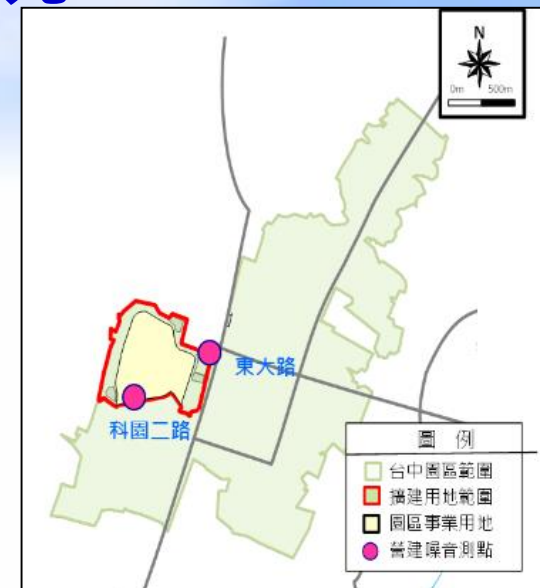 N
0m 500m
東大路
科園二路
圖 例
台中園區範圍
擴建用地範圍
園區事業用地
營建噪音測點